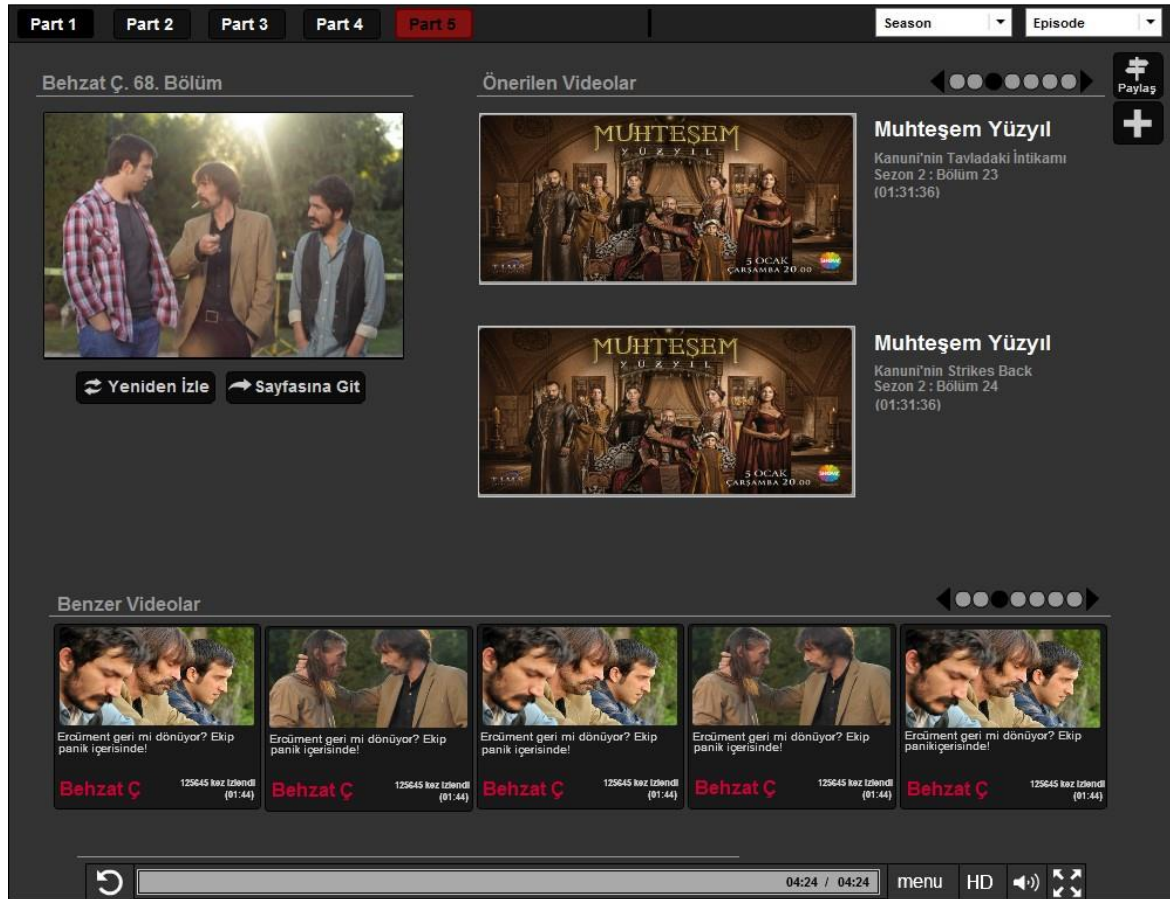 Part 1
Part 2
Part 3
Part 4
Part 5
Season
Episode
Behzat Ç. 68. Bölüm
Önerilen Videolar
Paylaş
MUHTEŞEM
YÜZYIL
TIMS
5 OCAK
ÇARŞAMBA 20.00
SHOW
Muhteşem Yüzyıl
Kanuni'nin Tavladaki İntikamı
Sezon 2 : Bölüm 23
(01:31:36)
Yeniden İzle
Sayfasına Git
MUHTEŞEM
YÜZYIL
TIMS
5 OCAK
ÇARŞAMBA 20.00
SHOW
Muhteşem Yüzyıl
Kanuni'nin Strikes Back
Sezon 2 : Bölüm 24
(01:31:36)
Benzer Videolar
Ercüment geri mi dönüyor? Ekip
panik içerisinde!
Behzat Ç
125645 kez izlendi
(01:44)
Ercüment geri mi dönüyor? Ekip
panik içerisinde!
Behzat Ç
125645 kez izlendi
(01:44)
Ercüment geri mi dönüyor? Ekip
panik içerisinde!
Behzat Ç
125645 kez izlendi
(01:44)
Ercüment geri mi dönüyor? Ekip
panik içerisinde!
Behzat Ç
125645 kez izlendi
(01:44)
Ercüment geri mi dönüyor? Ekip
panikiçerisinde!
Behzat Ç
125645 kez izlendi
(01:44)
04:24 / 04:24
menu
HD